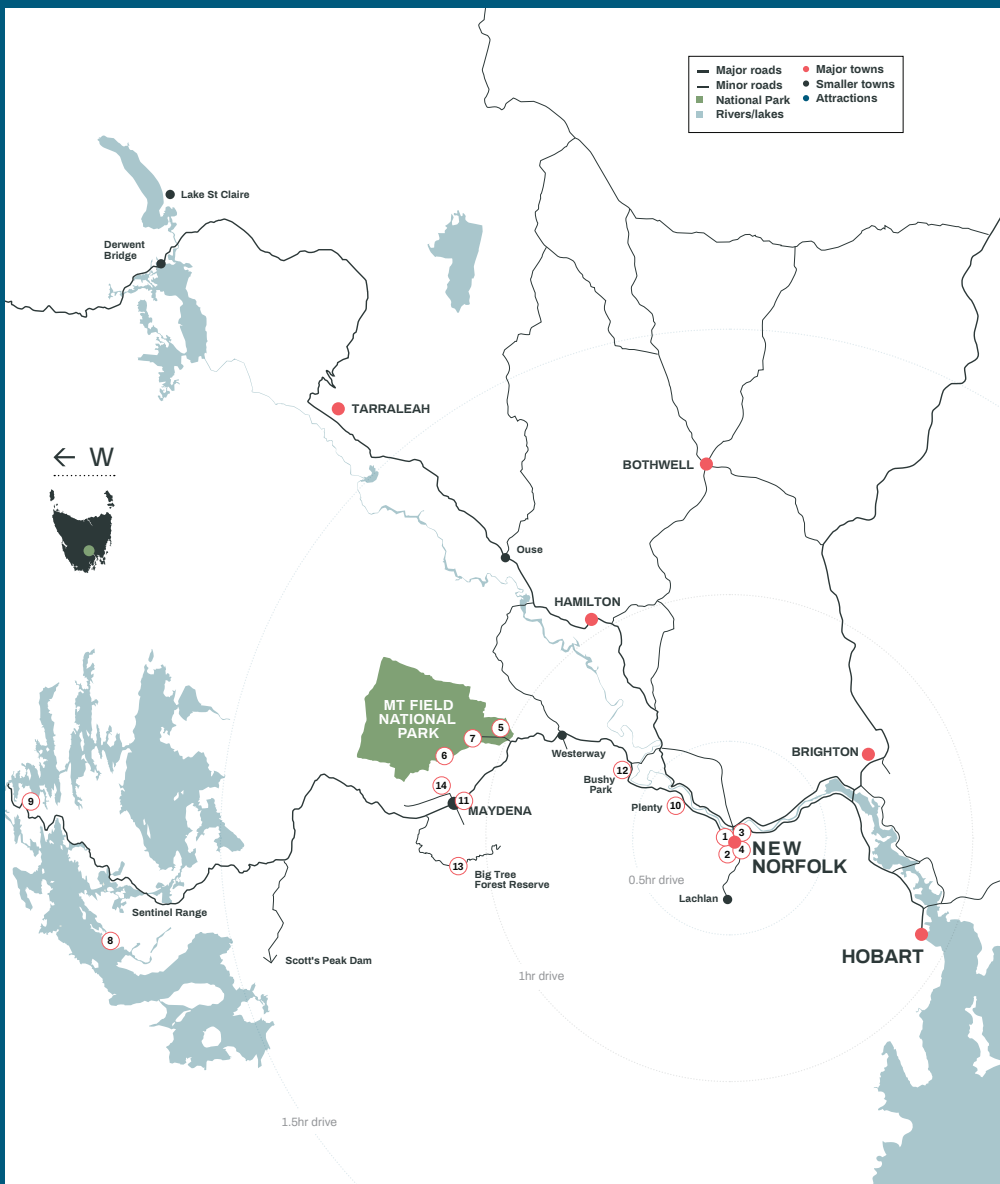 Major roads
Minor roads
National Park
Rivers/lakes
Major towns
Smaller towns
Attractions
Lake St Claire
Derwent
Bridge
TARRALEAH
← W
BOTHWELL
Ouse
HAMILTON
MT FIELD
NATIONAL
PARK
5
7
6
Westerway
BRIGHTON
12
Bushy
Park
14
11
MAYDENA
9
Plenty
10
1
3
2
4
NEW
NORFOLK
13
Big Tree
Forest Reserve
0.5hr drive
Lachlan
Sentinel Range
8
Scott's Peak Dam
HOBART
1hr drive
1.5hr drive